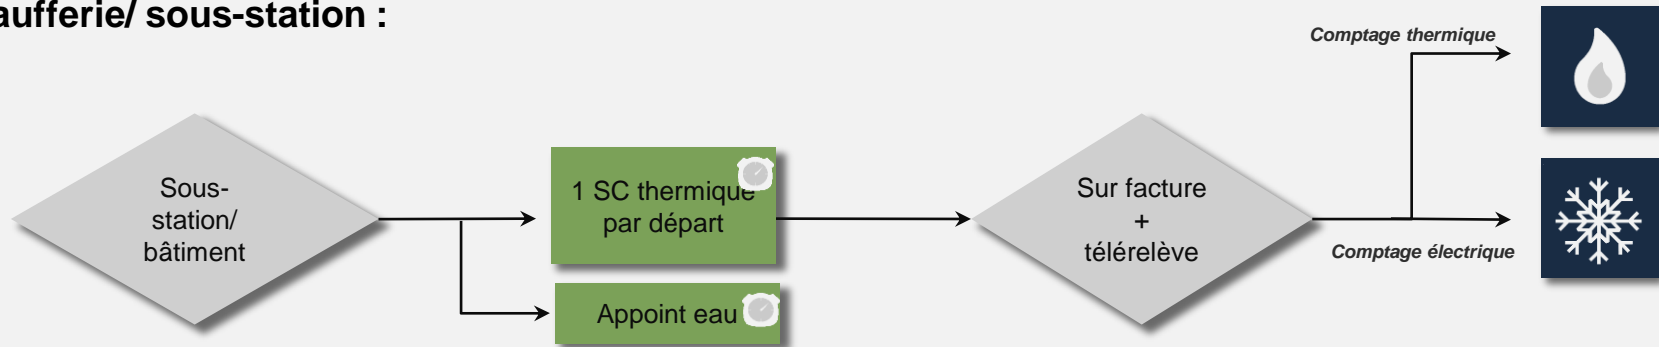 aufferie/ sous-station :
Comptage thermique
Sous-
station/
bâtiment
1 SC thermique
par départ
Sur facture
+
télérelève
Comptage électrique
Appoint eau